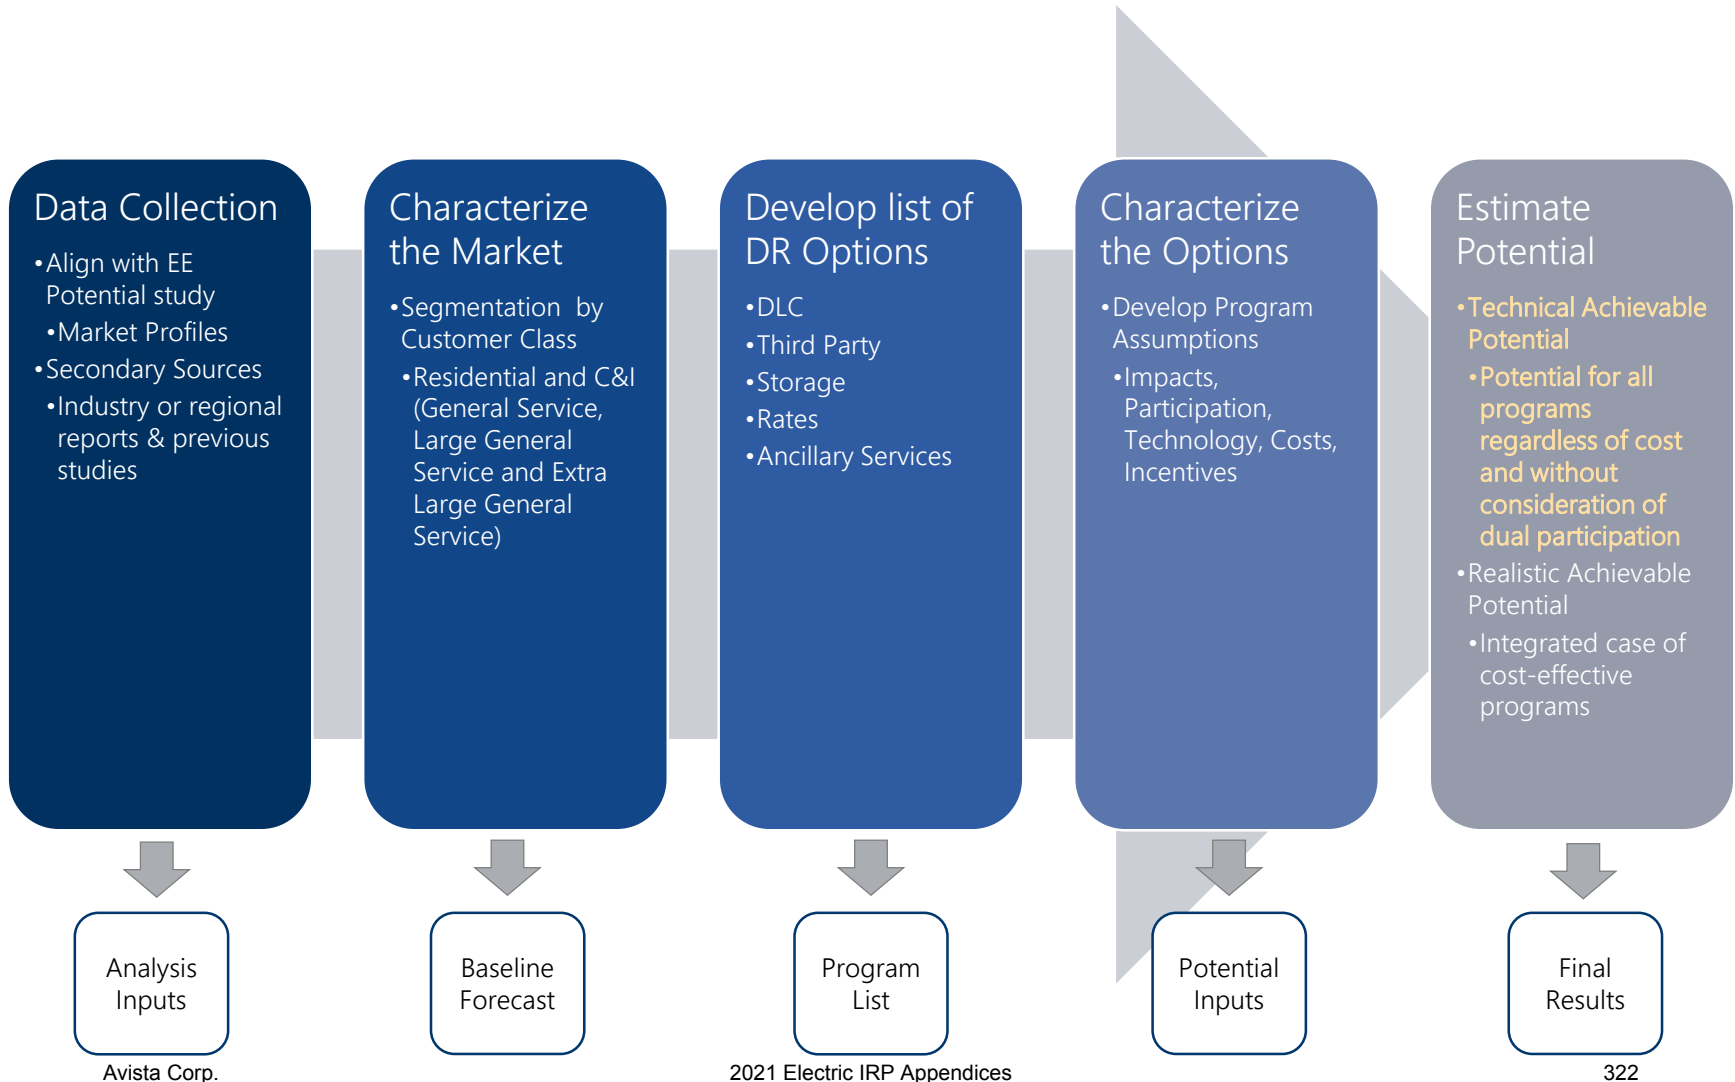 Data Collection
•Align with EE
Potential study
•Market Profiles
•Secondary Sources
•Industry or regional
reports & previous
studies
Characterize
the Market
•Segmentation by
Customer Class
•Residential and C&I
(General Service,
Large General
Service and Extra
Large General
Service)
Develop list of
DR Options
•DLC
•Third Party
•Storage
•Rates
•Ancillary Services
Characterize
the Options
•Develop Program
Assumptions
•Impacts,
Participation,
Technology, Costs,
Incentives
Estimate
Potential
•Technical Achievable
Potential
•Potential for all
programs
regardless of cost
and without
consideration of
dual participation
•Realistic Achievable
Potential
•Integrated case of
cost-effective
programs
Analysis
Inputs
Baseline
Forecast
Program
List
Potential
Inputs
Final
Results
Avista Corp.
2021 Electric IRP Appendices
322